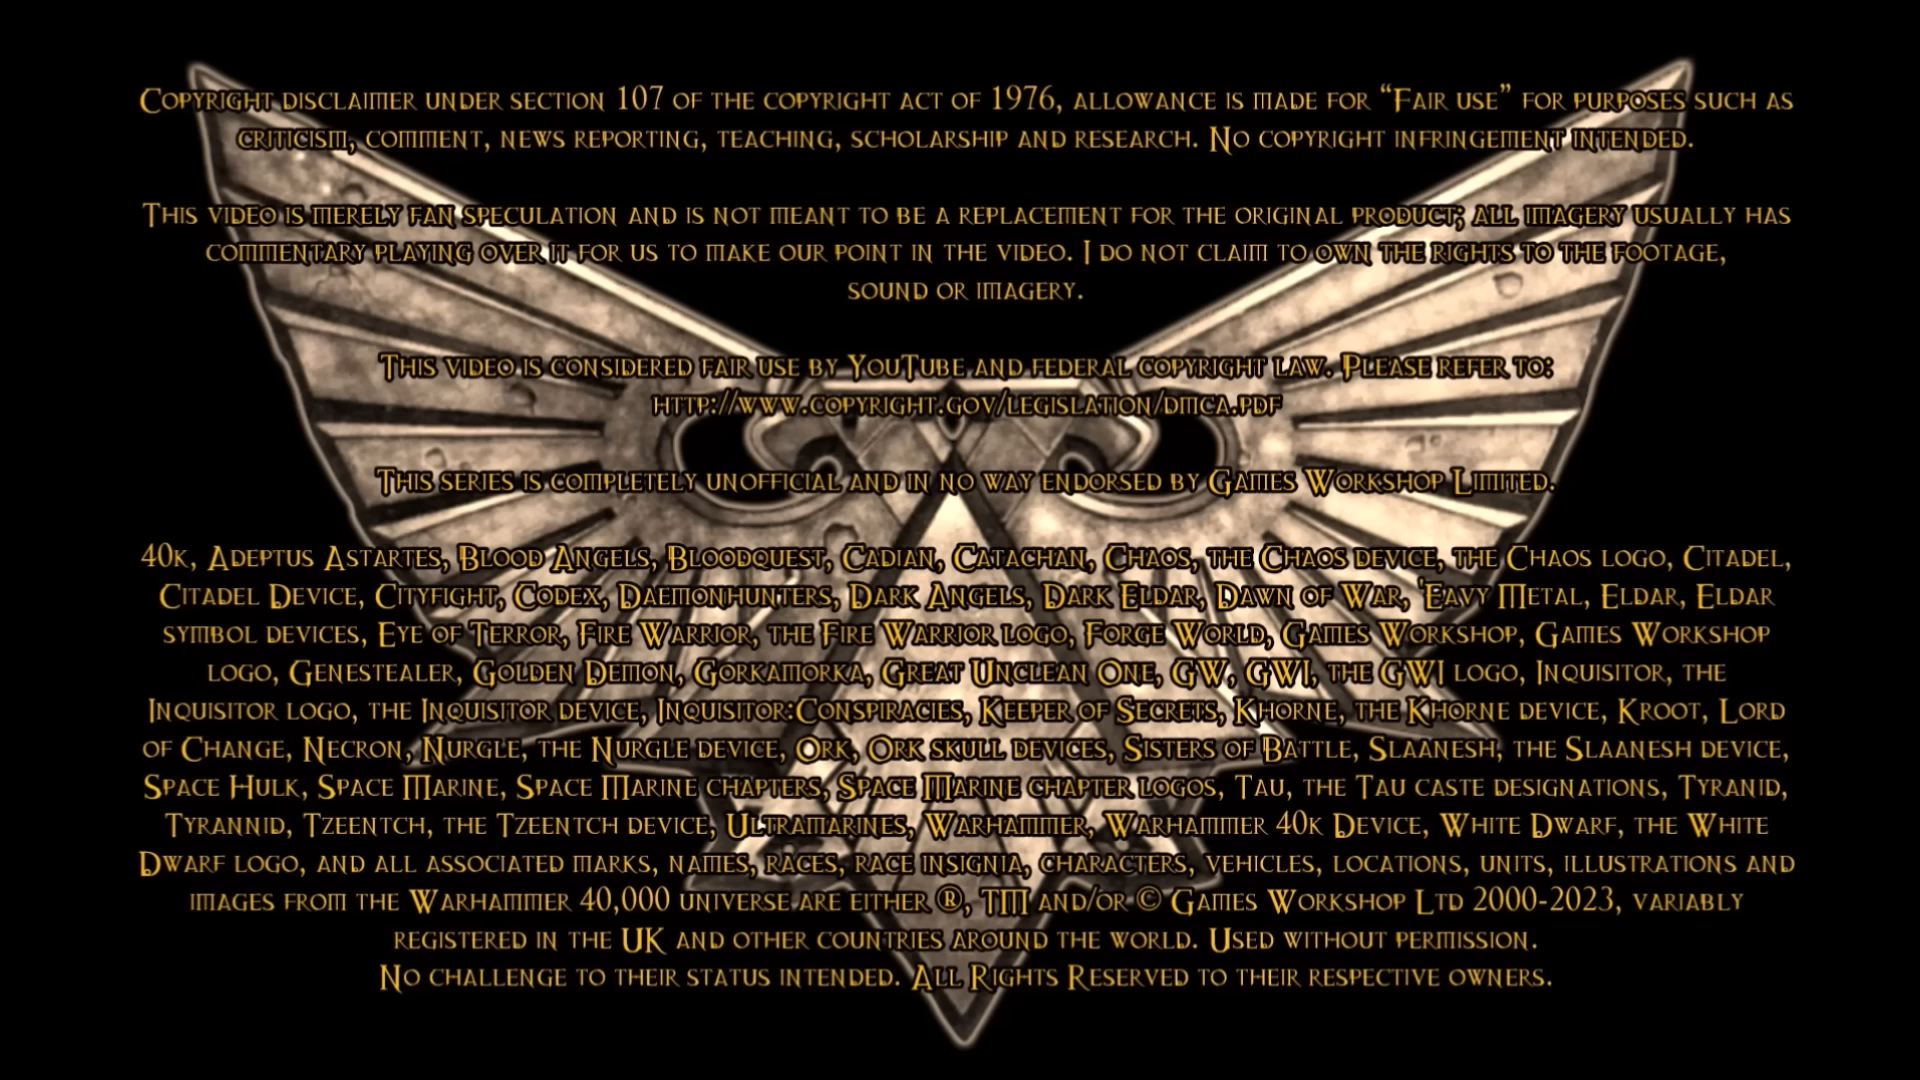 Copyright disclaimer under section 107 of the copyright act of 1976, allowance is made for “Fair use” for purposes such as
criticism, comment, news reporting, teaching, scholarship and research. No copyright infringement intended.
This video is merely fan speculation and is not meant to be a replacement for the original product; all imagery usually has
commentary playing over it for us to make our point in the video. I do not claim to own the rights to the footage,
sound or imagery.
This video is considered fair use by YouTube and federal copyright law. Please refer to:
http://www.copyright.gov/legislation/dmca.pdf
This series is completely unofficial and in no way endorsed by Games Workshop Limited.
40k, Adeptus Astartes, Blood Angels, Bloodquest, Cadian, Catachan, Chaos, the Chaos device, the Chaos logo, Citadel,
Citadel Device, Cityfight, Codex, Daemonhunters, Dark Angels, Dark Eldar, Dawn of War, 'Eavy Metal, Eldar, Eldar
symbol devices, Eye of Terror, Fire Warrior, the Fire Warrior logo, Forge World, Games Workshop, Games Workshop
logo, Genestealer, Golden Demon, Gorkamorka, Great Unclean One, GW, GWI, the GWI logo, Inquisitor, the
Inquisitor logo, the Inquisitor device, Inquisitor:Conspiracies, Keeper of Secrets, Khorne, the Khorne device, Kroot, Lord
of Change, Necron, Nurgle, the Nurgle device, Ork, Ork skull devices, Sisters of Battle, Slaanesh, the Slaanesh device,
Space Hulk, Space Marine, Space Marine chapters, Space Marine chapter logos, Tau, the Tau caste designations, Tyranid,
Tyrannid, Tzeentch, the Tzeentch device, Ultramarines, Warhammer, Warhammer 40k Device, White Dwarf, the White
Dwarf logo, and all associated marks, names, races, race insignia, characters, vehicles, locations, units, illustrations and
images from the Warhammer 40,000 universe are either ®, TM and/or © Games Workshop Ltd 2000-2023, variably
registered in the UK and other countries around the world. Used without permission.
No challenge to their status intended. All Rights Reserved to their respective owners.